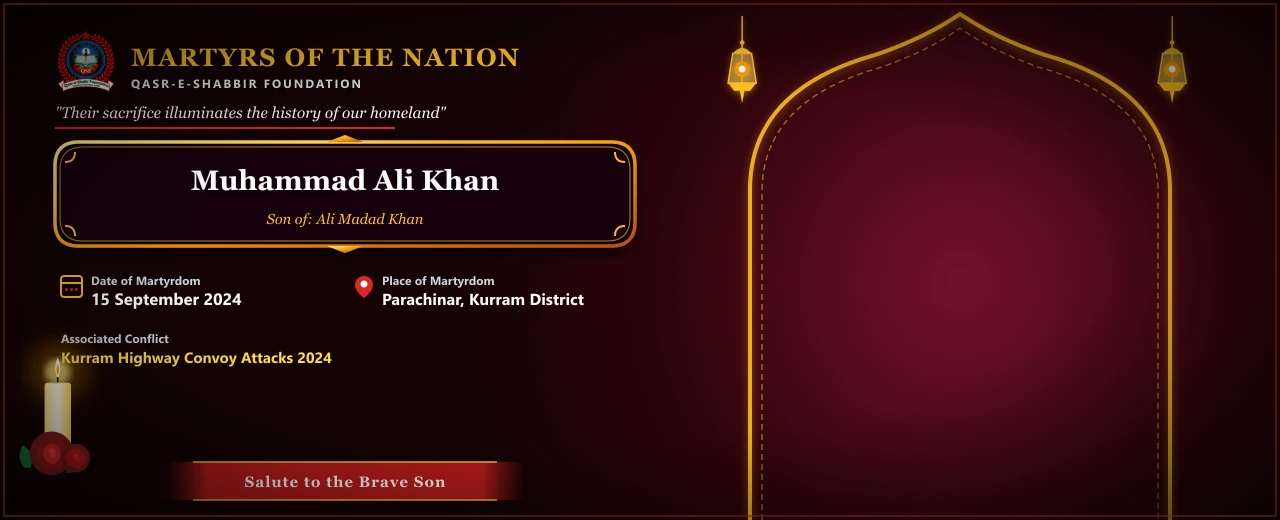 MARTYRS OF THE NATION
QASR-E-SHABBIR FOUNDATION
"Their sacrifice illuminates the history of our homeland"
Muhammad Ali Khan
Son of: Ali Madad Khan
Date of Martyrdom
15 September 2024
Place of Martyrdom
Parachinar, Kurram District
Associated Conflict
Kurram Highway Convoy Attacks 2024
Salute to the Brave Son